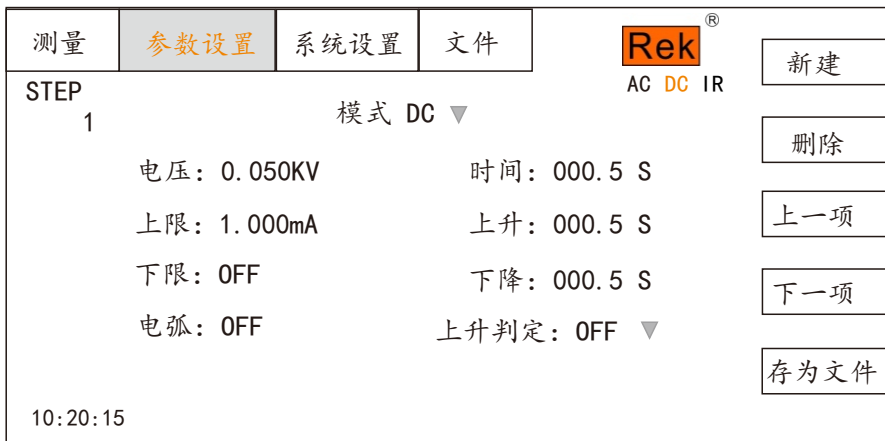 测量 参数设置 系统设置 文件 Rek®
AC DC IR
STEP
1
模式 DC ▼
电压：0.050KV 时间：000.5 S
上限：1.000mA 上升：000.5 S
下限：OFF 下降：000.5 S
电弧：OFF 上升判定：OFF ▼
10:20:15
新建
删除
上一项
下一项
存为文件